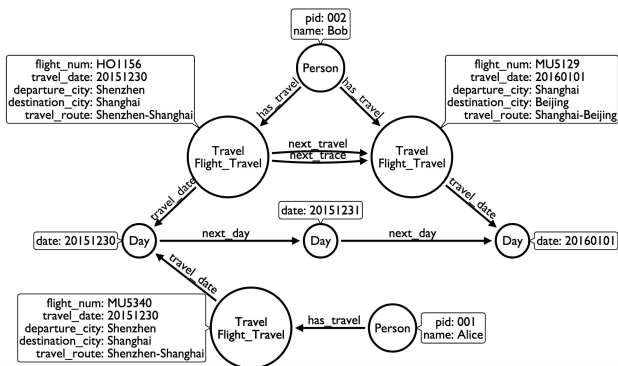 pid: 002
name: Bob
Person
flight_num: HO1156
travel_date: 20151230
departure_city: Shenzhen
destination_city: Shanghai
travel_route: Shenzhen-Shanghai
flight_num: MU5129
travel_date: 20160101
departure_city: Shanghai
destination_city: Beijing
travel_route: Shanghai-Beijing
has_travel
has_travel
Travel
Flight_Travel
next_travel
next_trace
Travel
Flight_Travel
travel_date
travel_date
date: 20151231
date: 20151230
Day
next_day
Day
next_day
Day
date: 20160101
travel_date
flight_num: MU5340
travel_date: 20151230
departure_city: Shenzhen
destination_city: Shanghai
travel_route: Shenzhen-Shanghai
Travel
Flight_Travel
has_travel
Person
pid: 001
name: Alice